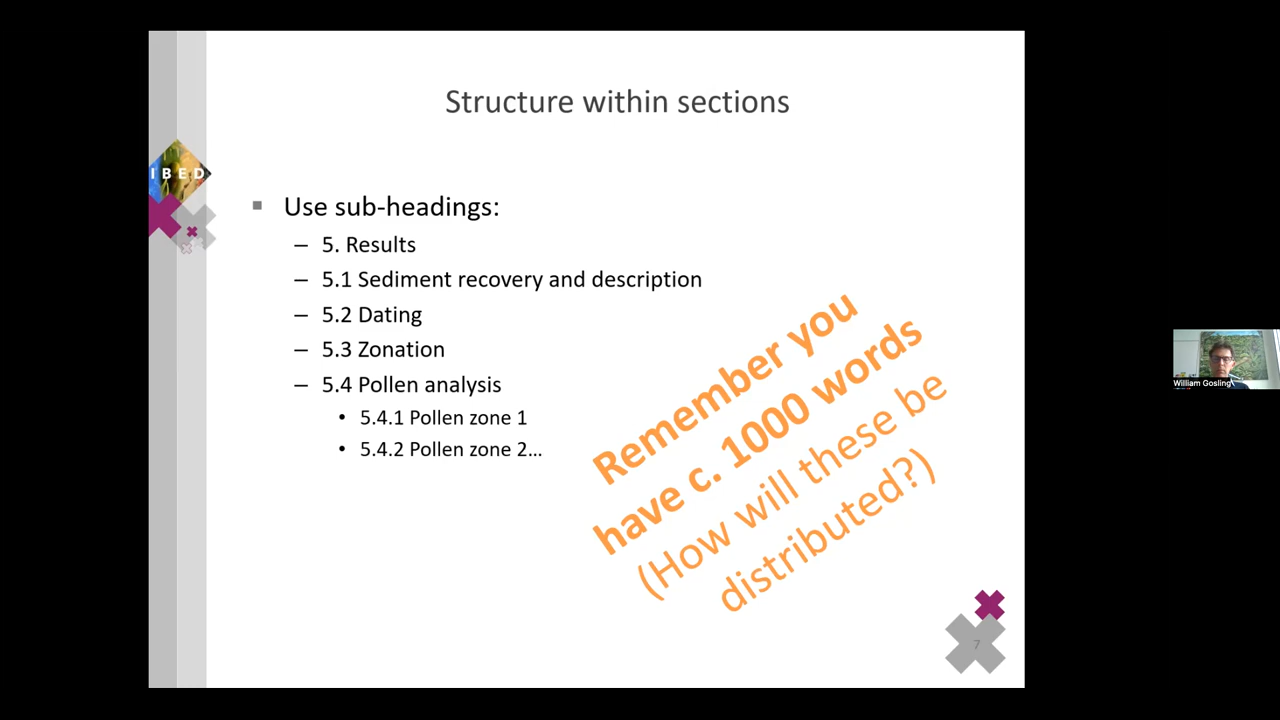 Structure within sections
IBED
Use sub-headings:
– 5. Results
– 5.1 Sediment recovery and description
– 5.2 Dating
– 5.3 Zonation
– 5.4 Pollen analysis
• 5.4.1 Pollen zone 1
• 5.4.2 Pollen zone 2...
Remember you
have c. 1000 words
(How will these be
distributed?)
7
William Gosling